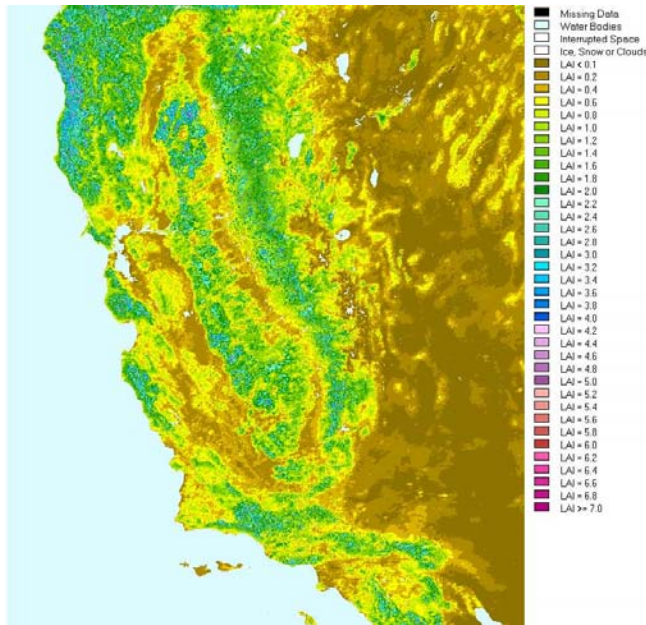 Missing Data
Water Bodies
Interrupted Space
Ice, Snow or Clouds
LAI < 0.1
LAI = 0.2
LAI = 0.4
LAI = 0.6
LAI = 0.8
LAI = 1.0
LAI = 1.2
LAI = 1.4
LAI = 1.6
LAI = 1.8
LAI = 2.0
LAI = 2.2
LAI = 2.4
LAI = 2.6
LAI = 2.8
LAI = 3.0
LAI = 3.2
LAI = 3.4
LAI = 3.6
LAI = 3.8
LAI = 4.0
LAI = 4.2
LAI = 4.4
LAI = 4.6
LAI = 4.8
LAI = 5.0
LAI = 5.2
LAI = 5.4
LAI = 5.6
LAI = 5.8
LAI = 6.0
LAI = 6.2
LAI = 6.4
LAI = 6.6
LAI = 6.8
LAI >= 7.0